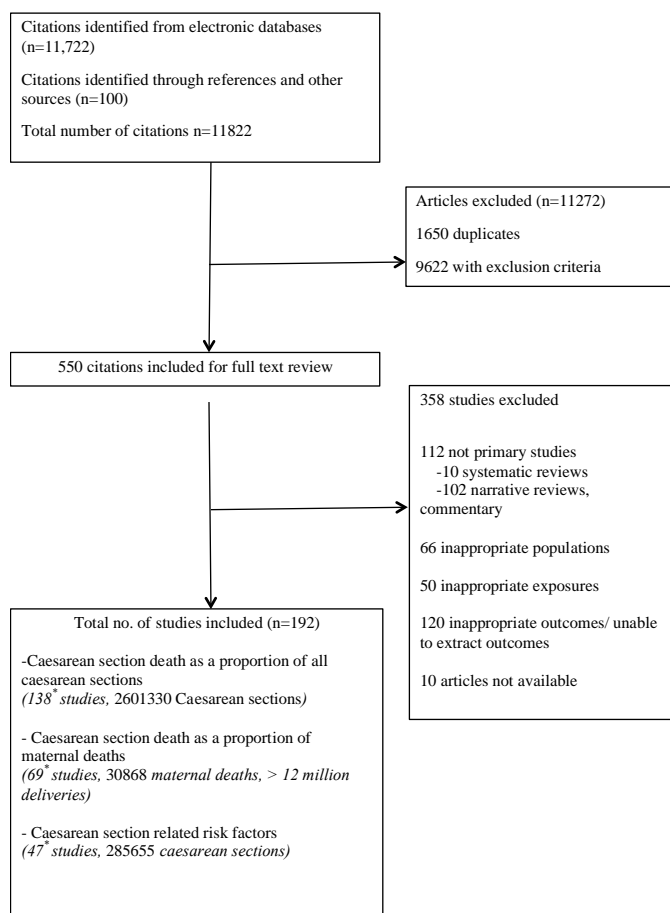 Citations identified from electronic databases
(n=11,722)
Citations identified through references and other
sources (n=100)
Total number of citations n=11822
Articles excluded (n=11272)
1650 duplicates
9622 with exclusion criteria
550 citations included for full text review
358 studies excluded
112 not primary studies
-10 systematic reviews
-102 narrative reviews,
commentary
66 inappropriate populations
50 inappropriate exposures
120 inappropriate outcomes/ unable
to extract outcomes
10 articles not available
Total no. of studies included (n=192)
-Caesarean section death as a proportion of all
caesarean sections
(138* studies, 2601330 Caesarean sections)
- Caesarean section death as a proportion of
maternal deaths
(69* studies, 30868 maternal deaths, > 12 million
deliveries)
- Caesarean section related risk factors
(47* studies, 285655 caesarean sections)